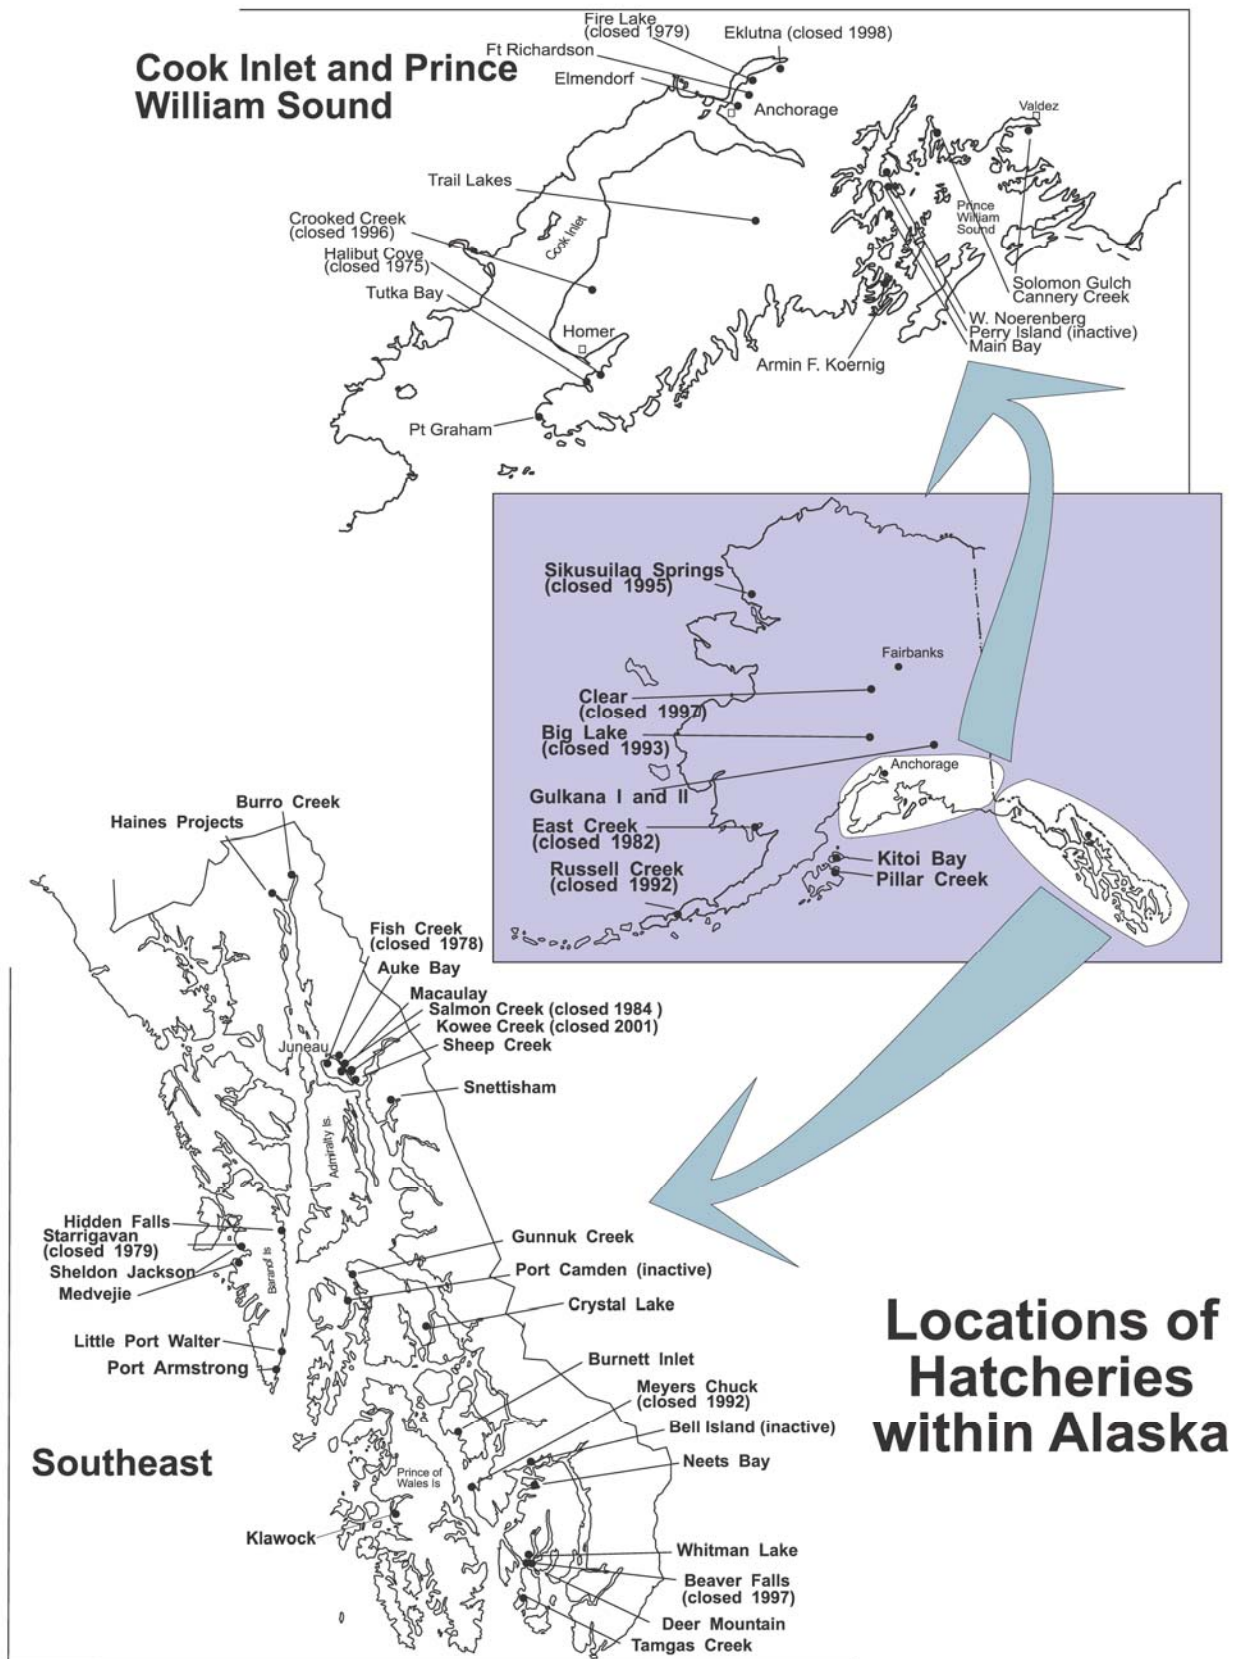 Cook Inlet and Prince
William Sound
Fire Lake
(closed 1979)
Eklutna (closed 1998)
Ft Richardson
Elmendorf
Anchorage
Valdez
Trail Lakes
Crooked Creek
(closed 1996)
Halibut Cove
(closed 1975)
Tutka Bay
Cook Inlet
Homer
Pt Graham
Prince
William
Sound
Solomon Gulch
Cannery Creek
W. Noerenberg
Perry Island (inactive)
Main Bay
Armin F. Koernig
Sikusuilaq Springs
(closed 1995)
Fairbanks
Clear
(closed 1997)
Big Lake
(closed 1993)
Anchorage
Gulkana I and II
East Creek
(closed 1982)
Russell Creek
(closed 1992)
Kitoi Bay
Pillar Creek
Burro Creek
Haines Projects
Fish Creek
(closed 1978)
Auke Bay
Macaulay
Salmon Creek (closed 1984 )
Kowee Creek (closed 2001)
Sheep Creek
Juneau
Snettisham
Admiralty Is.
Hidden Falls
Starrigavan
(closed 1979)
Sheldon Jackson
Medvejie
Baranof Is
Little Port Walter
Port Armstrong
Gunnuk Creek
Port Camden (inactive)
Crystal Lake
Burnett Inlet
Meyers Chuck
(closed 1992)
Bell Island (inactive)
Neets Bay
Southeast
Prince of
Wales Is
Klawock
Whitman Lake
Beaver Falls
(closed 1997)
Deer Mountain
Tamgas Creek
Locations of
Hatcheries
within Alaska